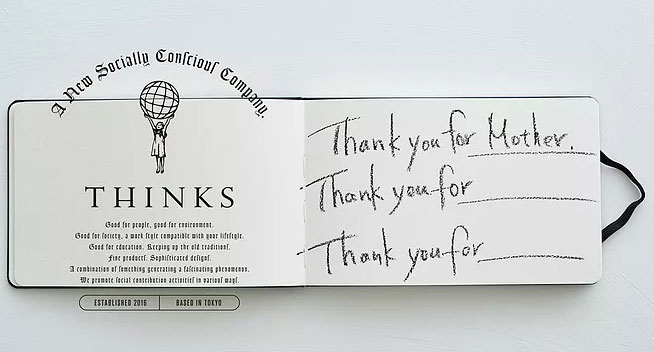 A New Socially Conscious Company.
THINKS
Good for people, good for environment.
Good for society, a work style compatible with your lifestyle.
Good for education. Keeping up the old traditions.
Fine products. Sophisticated designs.
A combination of something generating a fascinating phenomenon.
We promote social contribution activities in various ways.
ESTABLISHED 2016 BASED IN TOKYO
Thank you for Mother.
Thank you for
Thank you for